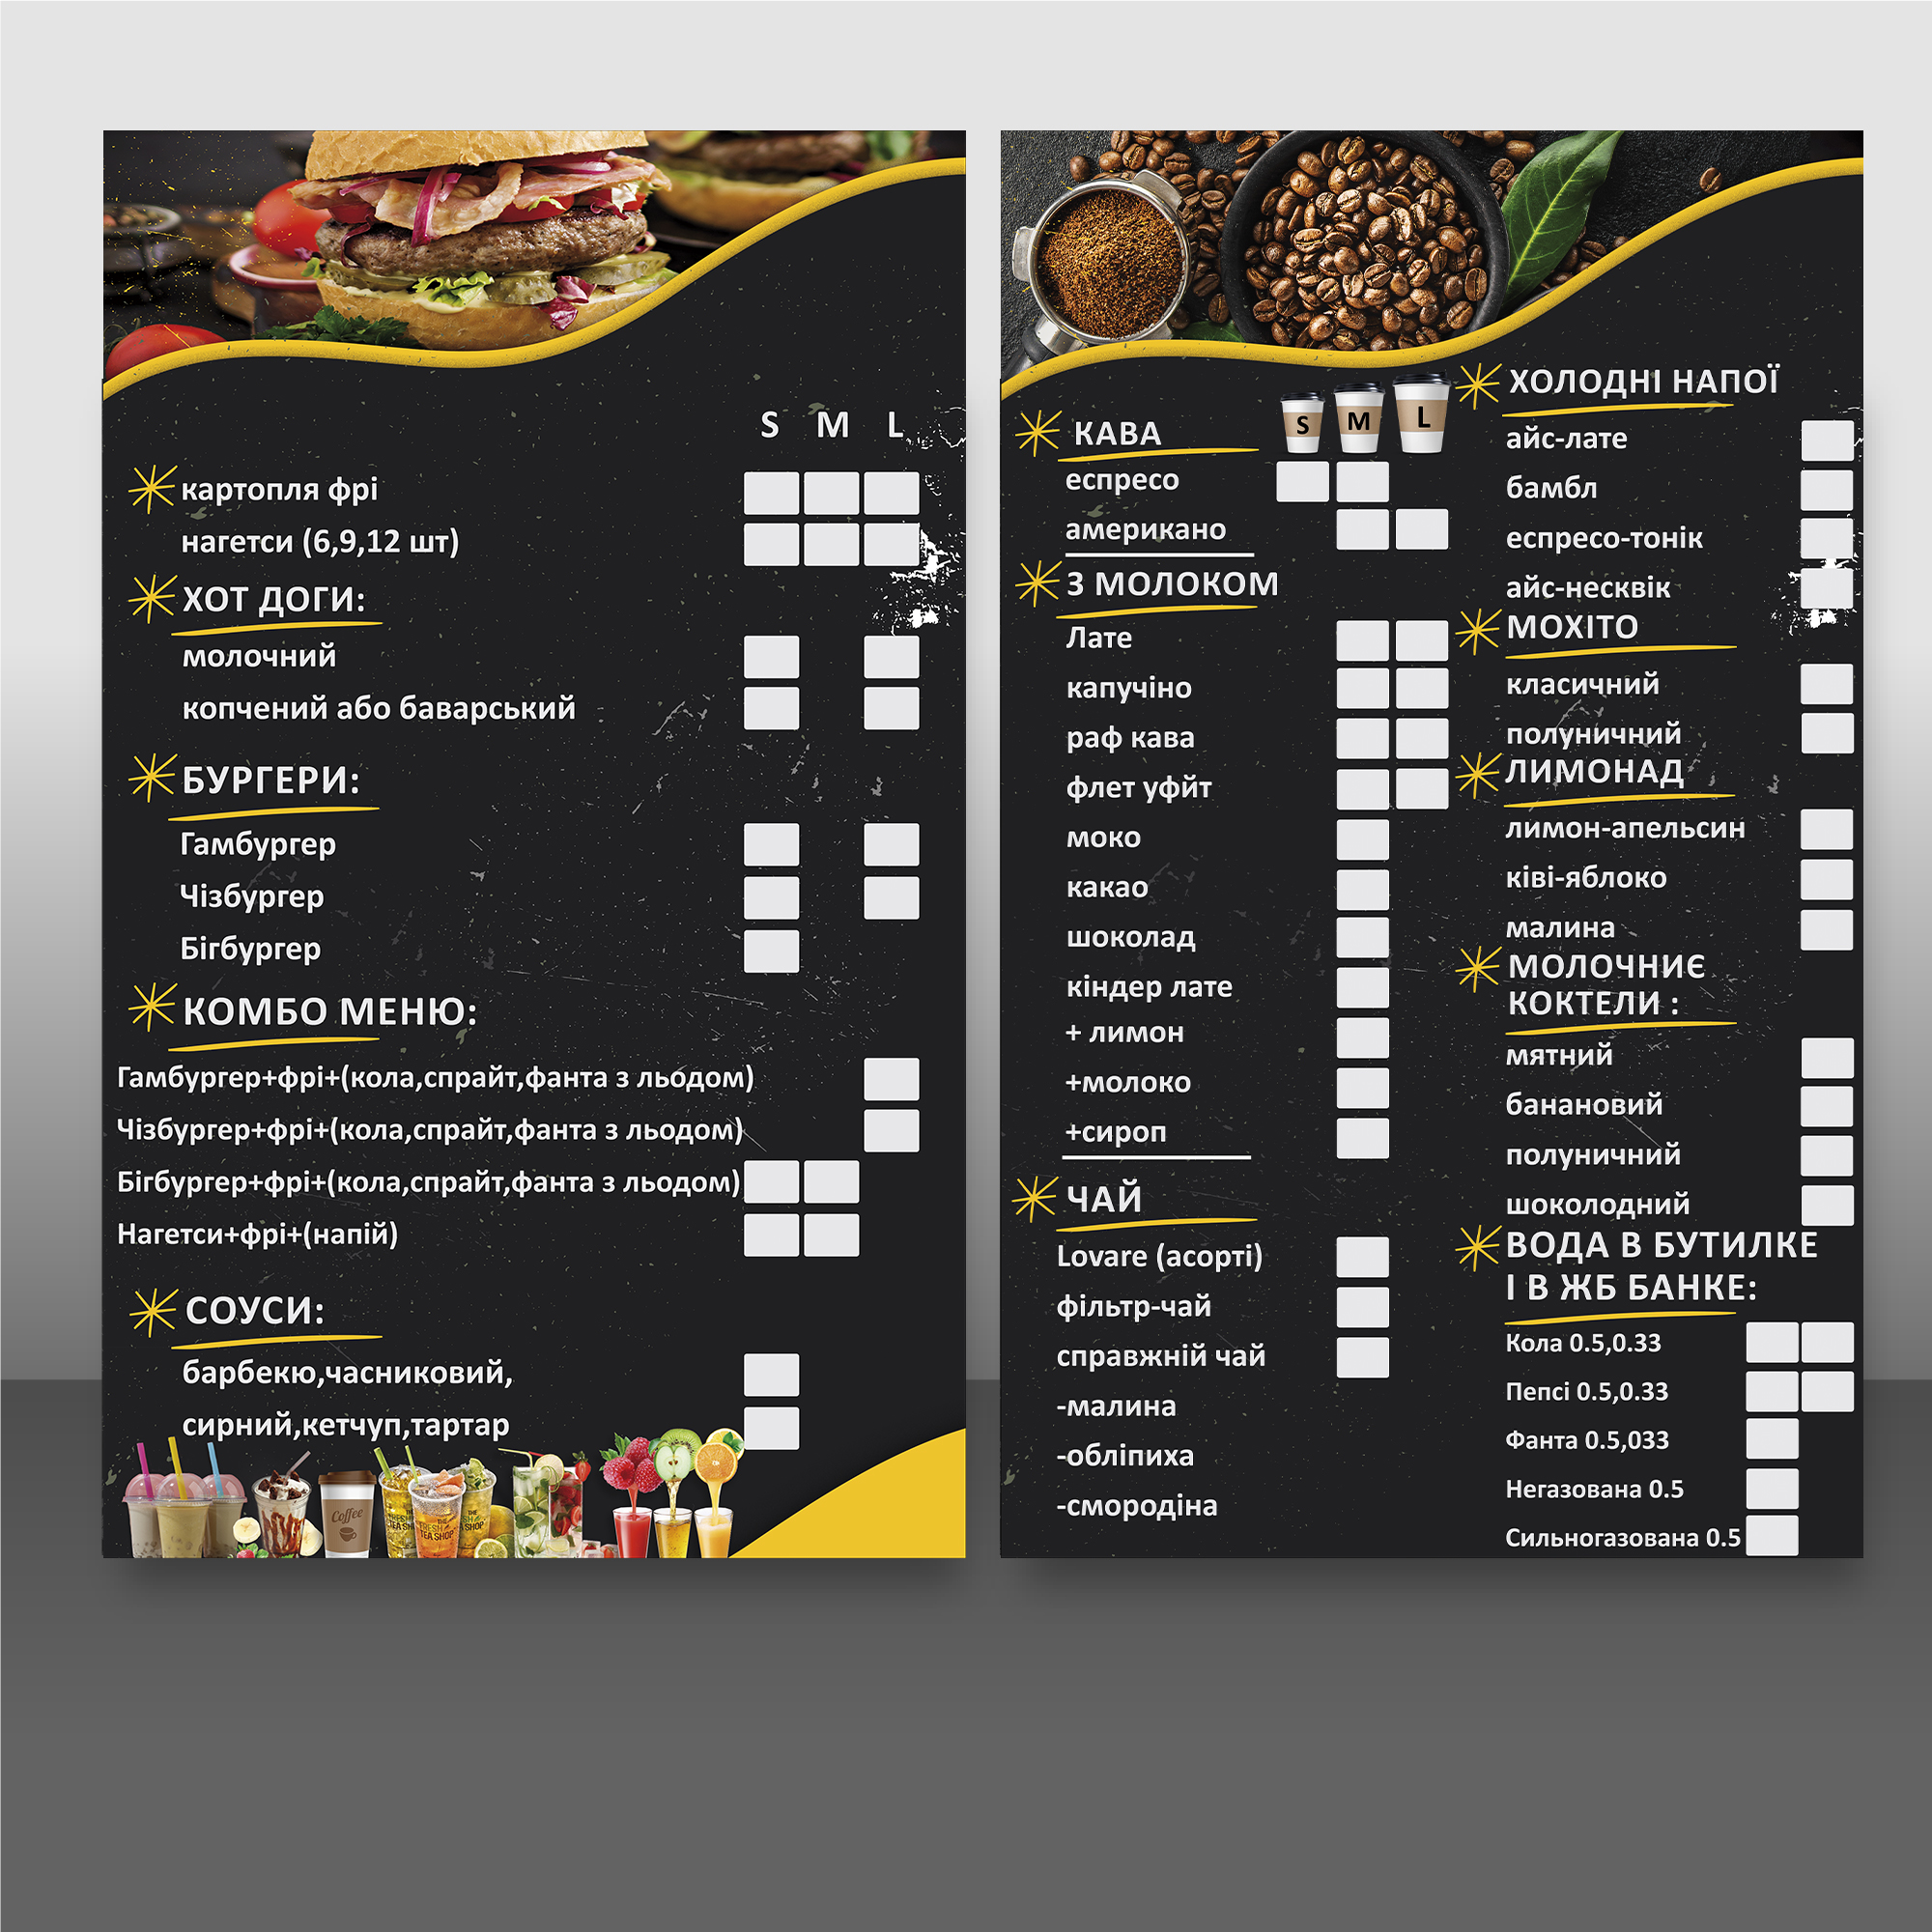 S M L
картопля фрі
нагетси (6,9,12 шт)
ХОТ ДОГИ:
молочний
копчений або баварський
БУРГЕРИ:
Гамбургер
Чізбургер
Бігбургер
КОМБО МЕНЮ:
Гамбургер+фрі+(кола,спрайт,фанта з льодом)
Чізбургер+фрі+(кола,спрайт,фанта з льодом)
Бігбургер+фрі+(кола,спрайт,фанта з льодом)
Нагетси+фрі+(напій)
СОУСИ:
барбекю,часниковий,
сирний,кетчуп,тартар
Coffee
THE
FRESH
TEA SHOP
S M L
КАВА
еспресо
американо
З МОЛОКОМ
Лате
капучіно
раф кава
флет уфйт
моко
какао
шоколад
кіндер лате
+ лимон
+молоко
+сироп
ЧАЙ
Lovare (асорті)
фільтр-чай
справжній чай
-малина
-обліпиха
-смородіна
ХОЛОДНІ НАПОЇ
айс-лате
бамбл
еспресо-тонік
айс-несквік
МОХІТО
класичний
полуничний
ЛИМОНАД
лимон-апельсин
ківі-яблоко
малина
МОЛОЧНИЄ
КОКТЕЛИ :
мятний
банановий
полуничний
шоколодний
ВОДА В БУТИЛКЕ
І В ЖБ БАНКЕ:
Кола 0.5,0.33
Пепсі 0.5,0.33
Фанта 0.5,033
Негазована 0.5
Сильногазована 0.5